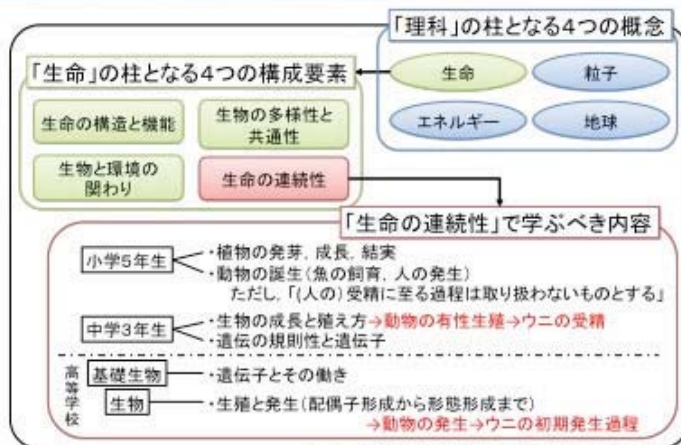 「理科」の柱となる4つの概念
生命
粒子
エネルギー
地球
「生命」の柱となる4つの構成要素
生命の構造と機能
生物の多様性と
共通性
生物と環境の
関わり
生命の連続性
「生命の連続性」で学ぶべき内容
小学5年生
・植物の発芽，成長，結実
・動物の誕生（魚の飼育，人の発生）
ただし，「（人の）受精に至る過程は取り扱わないものとする」
中学3年生
・生物の成長と殖え方→動物の有性生殖→ウニの受精
・遺伝の規則性と遺伝子
高等学校
基礎生物
・遺伝子とその働き
生物
・生殖と発生（配偶子形成から形態形成まで）
→動物の発生→ウニの初期発生過程